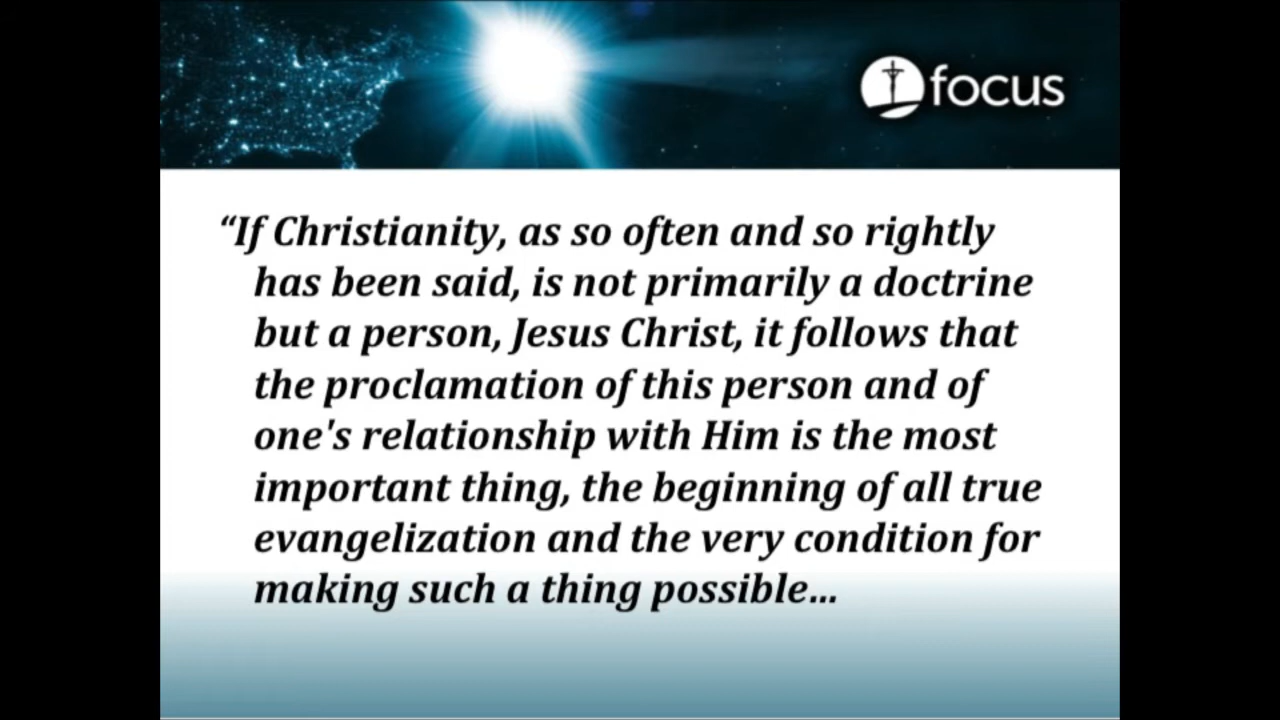 focus
“If Christianity, as so often and so rightly
has been said, is not primarily a doctrine
but a person, Jesus Christ, it follows that
the proclamation of this person and of
one's relationship with Him is the most
important thing, the beginning of all true
evangelization and the very condition for
making such a thing possible...